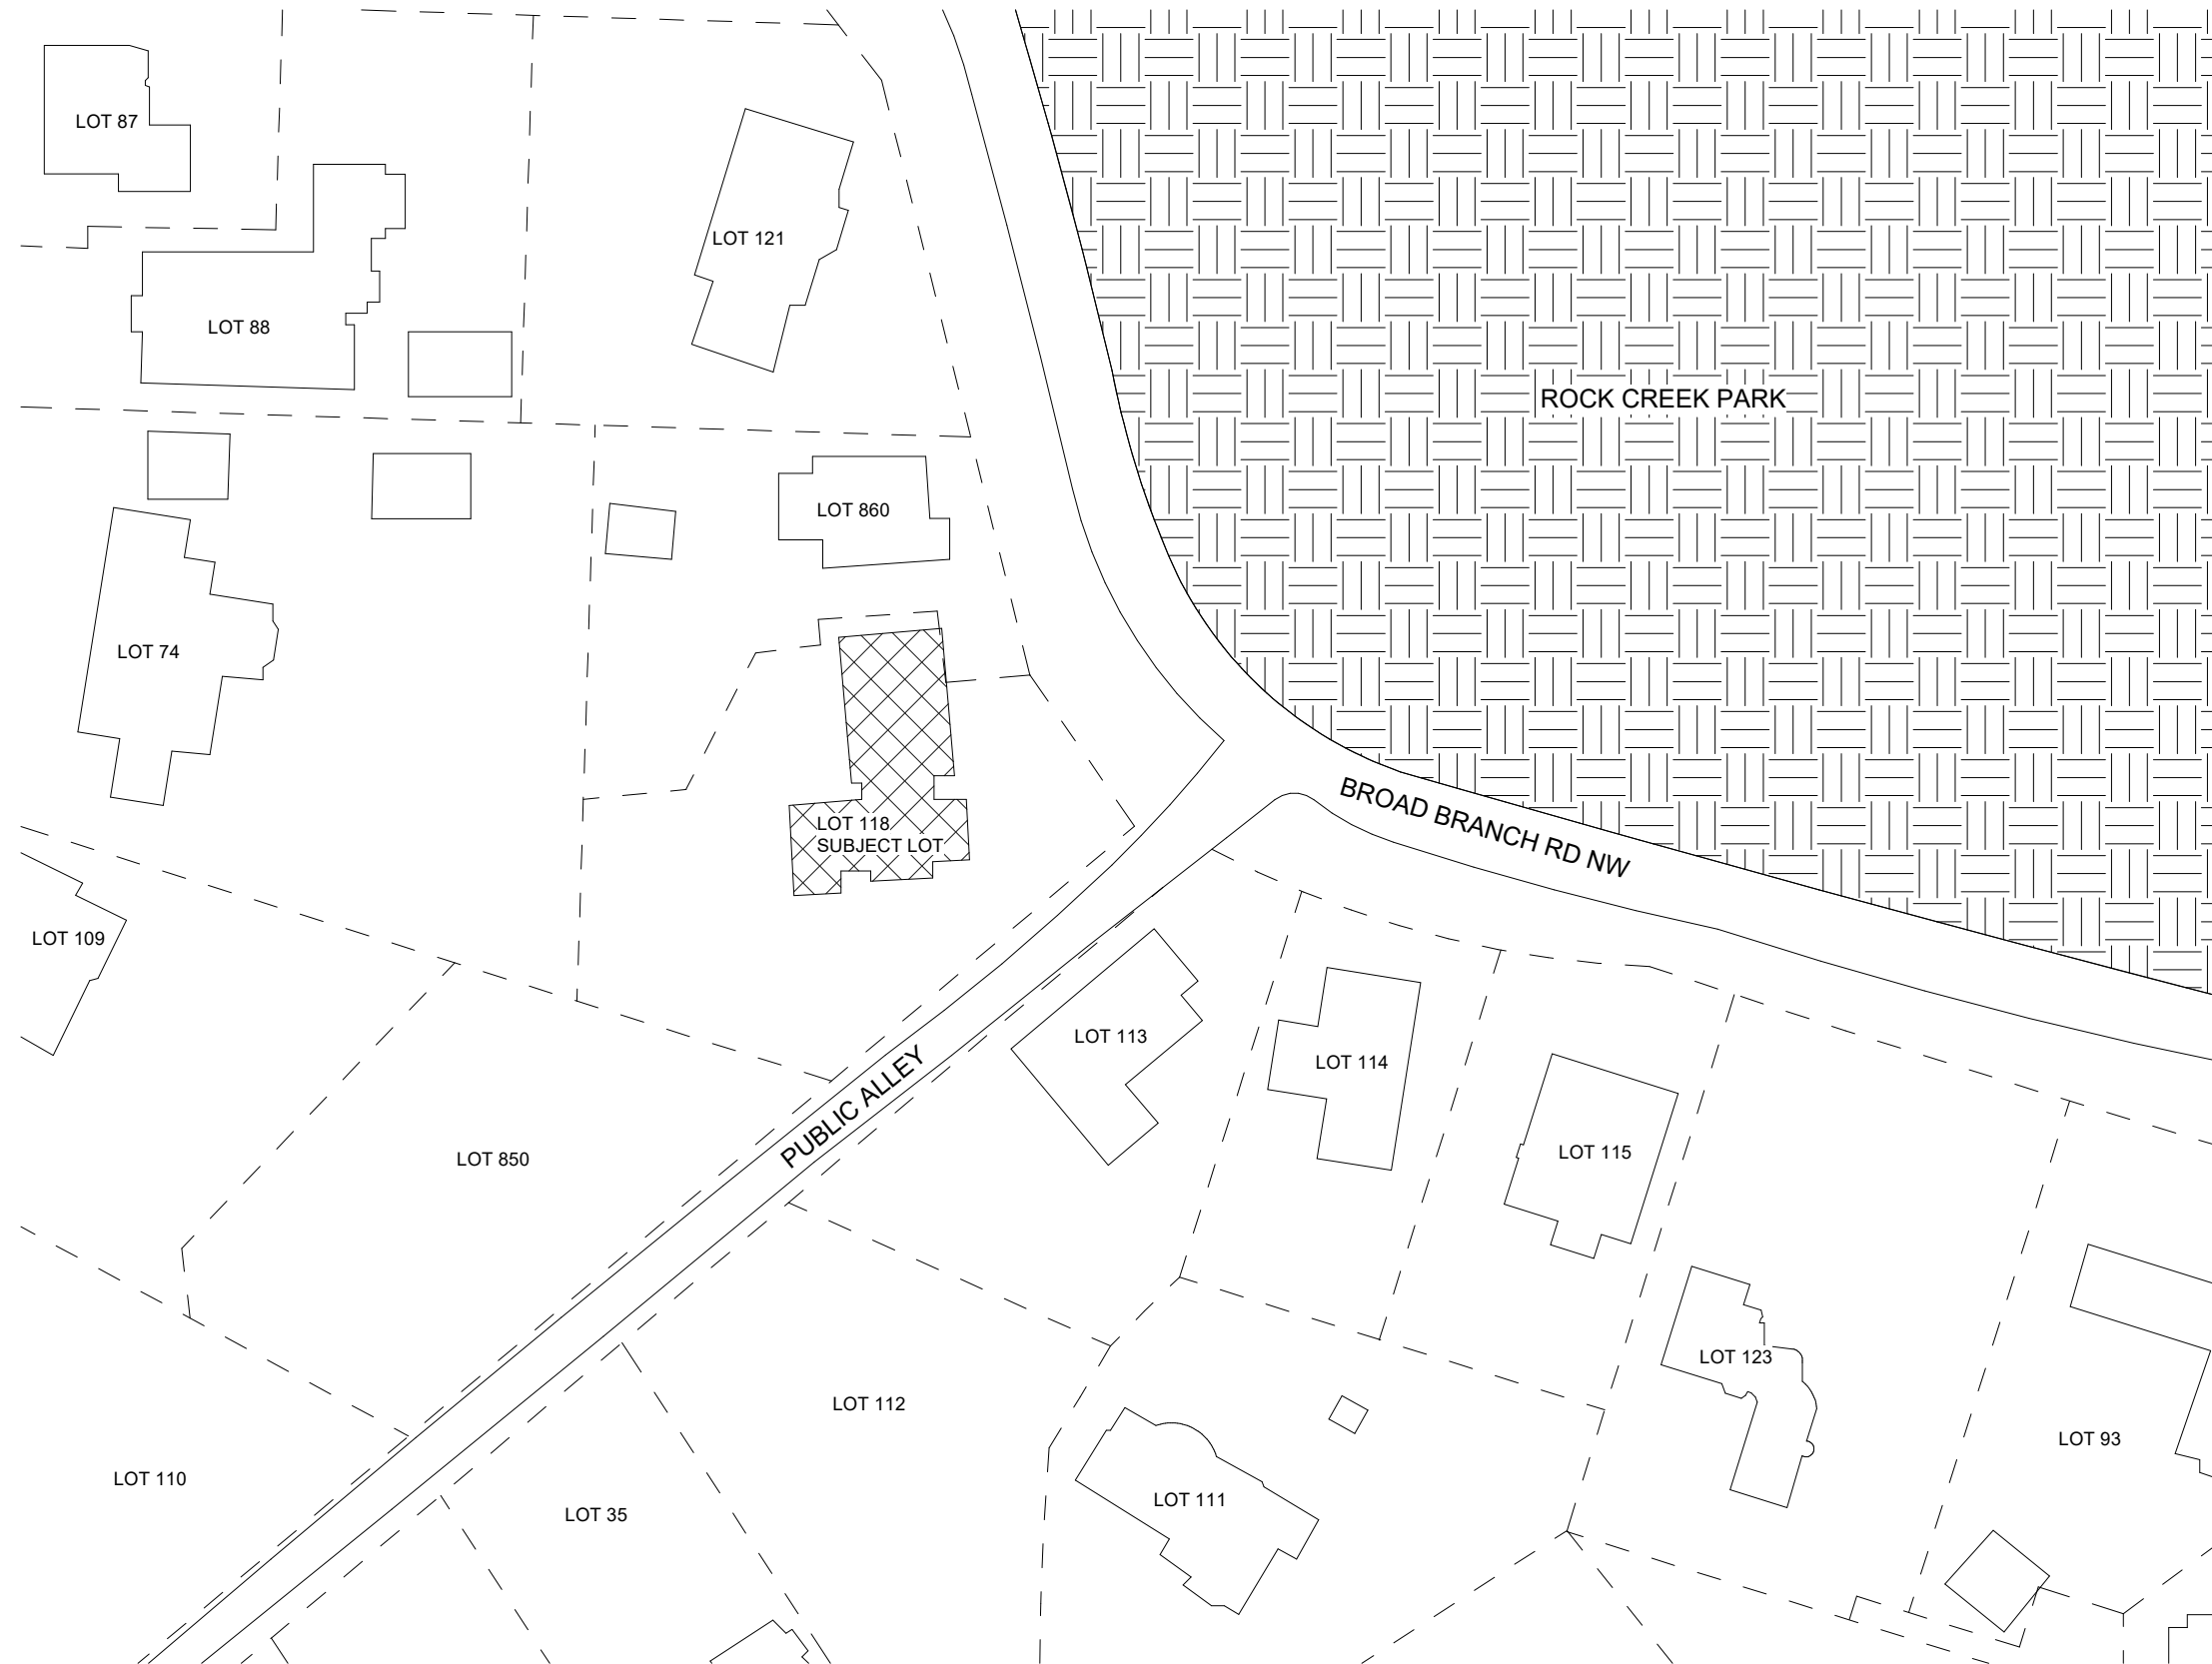 LOT 87
LOT 121
LOT 88
ROCK CREEK PARK
LOT 860
LOT 74
BROAD BRANCH RD NW
LOT 118
SUBJECT LOT
LOT 109
LOT 113
LOT 114
PUBLIC ALLEY
LOT 115
LOT 850
LOT 123
LOT 112
LOT 93
LOT 110
LOT 111
LOT 35